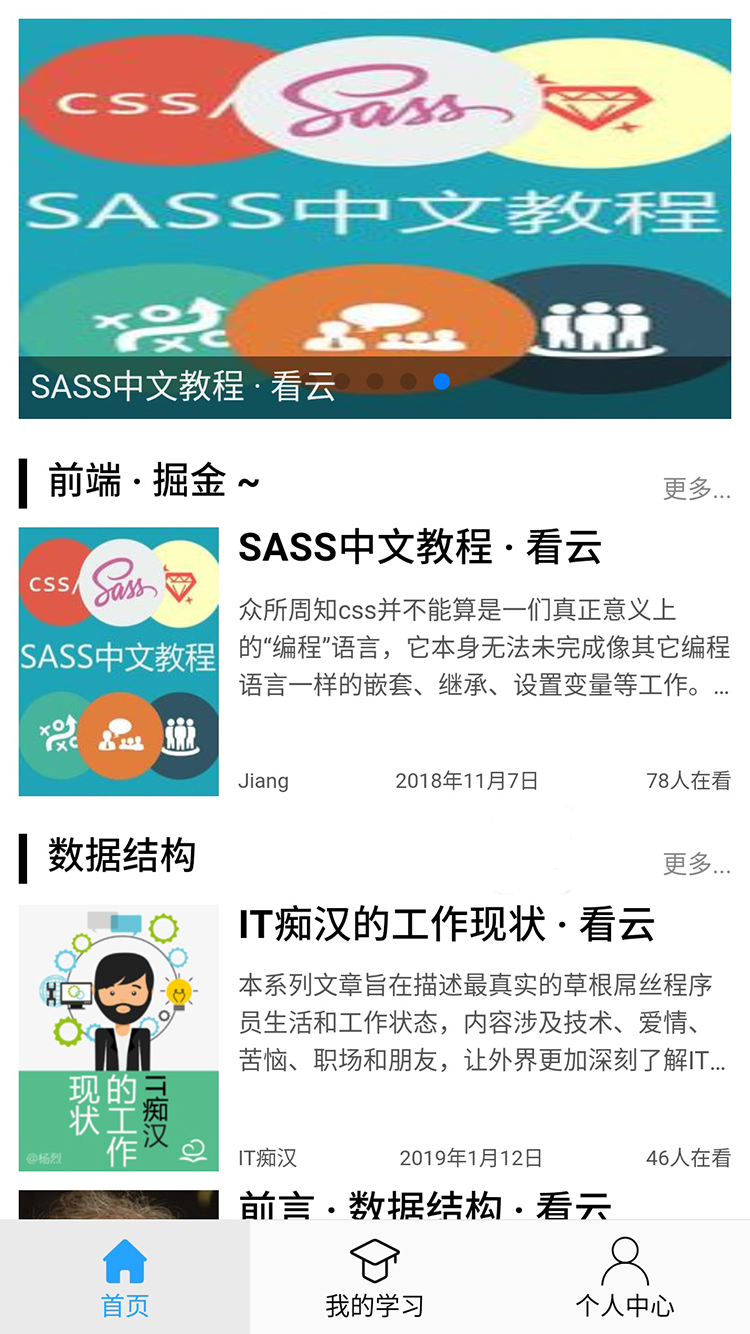 css/
Sass
SASS中文教程
SASS中文教程 · 看云
前端 · 掘金 ~
更多...
css/
Sass
SASS中文教程
SASS中文教程 · 看云
众所周知css并不能算是一们真正意义上
的“编程”语言，它本身无法未完成像其它编程
语言一样的嵌套、继承、设置变量等工作。...
Jiang
2018年11月7日
78人在看
数据结构
更多...
IT痴汉
的工作
现状
@杨烈
IT痴汉的工作现状 · 看云
本系列文章旨在描述最真实的草根屌丝程序
员生活和工作状态，内容涉及技术、爱情、
苦恼、职场和朋友，让外界更加深刻了解IT...
IT痴汉
2019年1月12日
46人在看
前言 · 数据结构 · 看云
首页
我的学习
个人中心